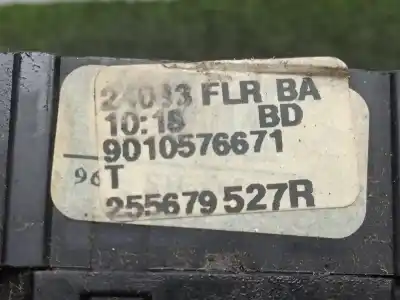 24033 FLR BA
10:18 BD
9010576671
96 T
255679527R